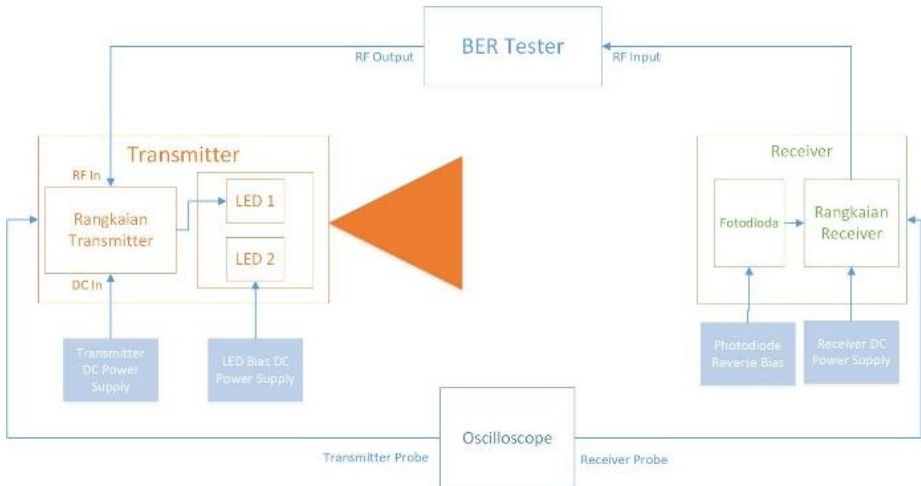 BER Tester
RF Output
RF Input
Transmitter
Receiver
RF In
LED 1
Rangkaian
Transmitter
Fotodioda
Rangkaian
Receiver
LED 2
DC In
Transmitter
DC Power
Supply
LED Bias DC
Power Supply
Photodiode
Reverse Bias
Receiver DC
Power Supply
Oscilloscope
Transmitter Probe
Receiver Probe